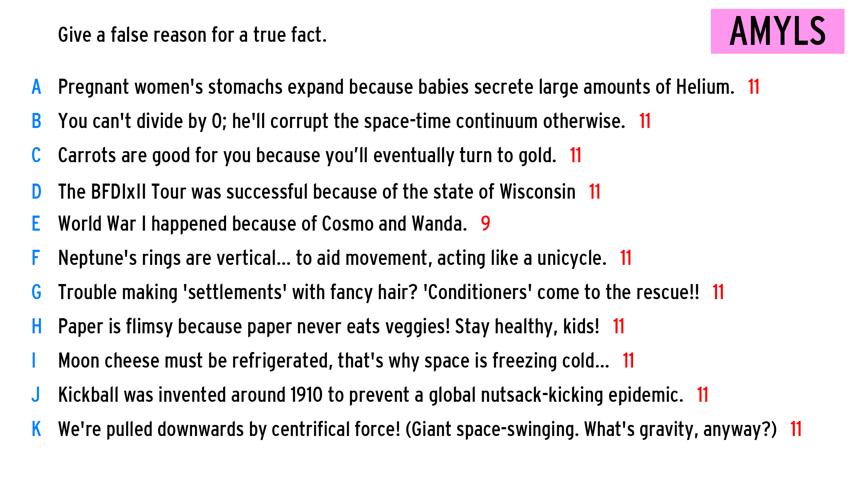 Give a false reason for a true fact.
AMYLS
A Pregnant women's stomachs expand because babies secrete large amounts of Helium. 11
B You can't divide by 0; he'll corrupt the space-time continuum otherwise. 11
C Carrots are good for you because you’ll eventually turn to gold. 11
D The BFDIxII Tour was successful because of the state of Wisconsin 11
E World War I happened because of Cosmo and Wanda. 9
F Neptune's rings are vertical... to aid movement, acting like a unicycle. 11
G Trouble making 'settlements' with fancy hair? 'Conditioners' come to the rescue!! 11
H Paper is flimsy because paper never eats veggies! Stay healthy, kids! 11
I Moon cheese must be refrigerated, that's why space is freezing cold... 11
J Kickball was invented around 1910 to prevent a global nutsack-kicking epidemic. 11
K We're pulled downwards by centrifical force! (Giant space-swinging. What's gravity, anyway?) 11